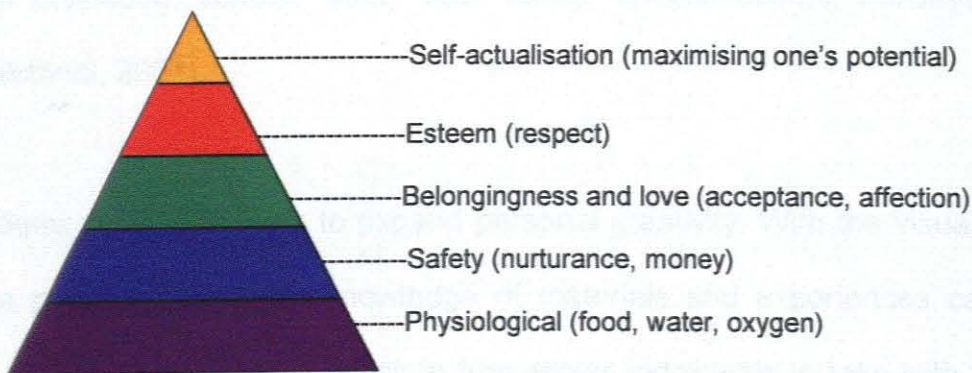 Self-actualisation (maximising one's potential)
Esteem (respect)
Belongingness and love (acceptance, affection)
Safety (nurturance, money)
Physiological (food, water, oxygen)